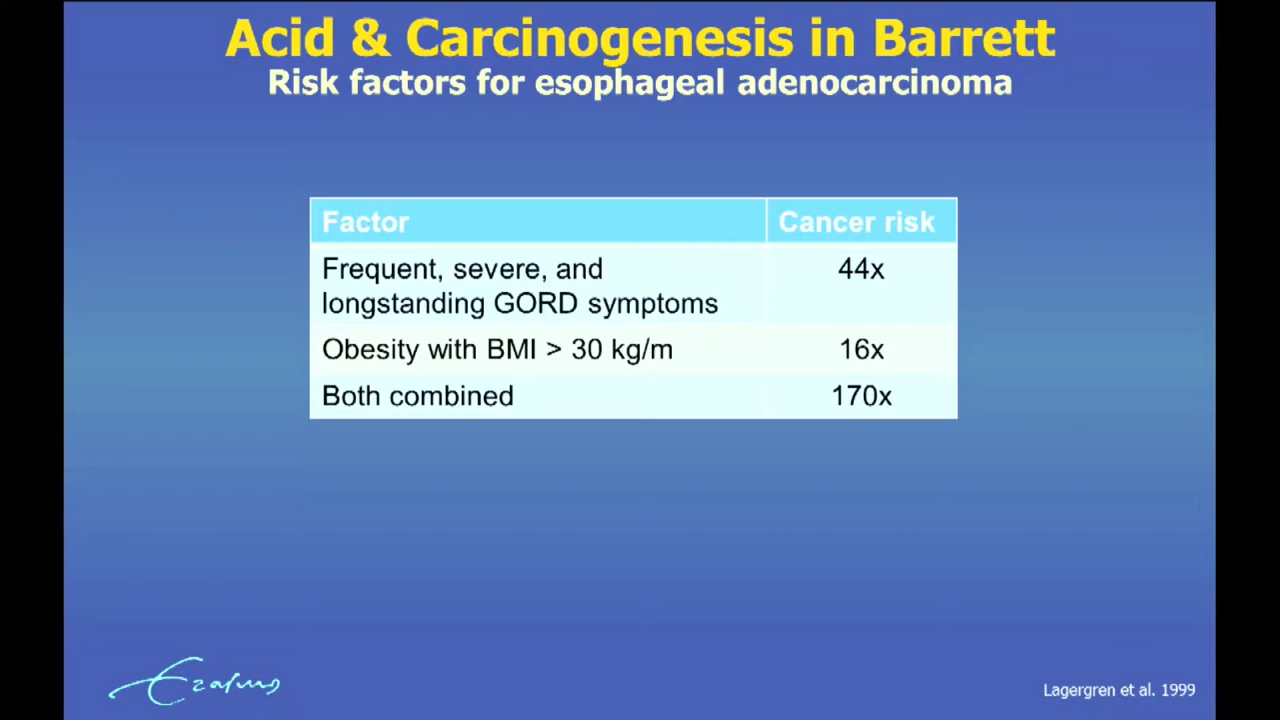 Acid & Carcinogenesis in Barrett
Risk factors for esophageal adenocarcinoma
Factor Cancer risk
Frequent, severe, and 44x
longstanding GORD symptoms
Obesity with BMI > 30 kg/m 16x
Both combined 170x
Erasmus
Lagergren et al. 1999